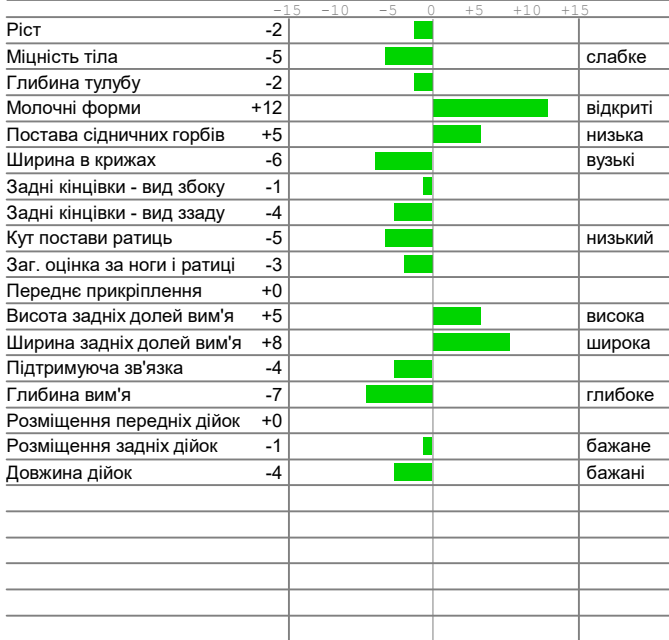 -15 -10 -5 0 +5 +10 +15
Ріст -2
Міцність тіла -5 слабке
Глибина тулубу -2
Молочні форми +12 відкриті
Постава сідничних горбів +5 низька
Ширина в крижах -6 вузькі
Задні кінцівки - вид збоку -1
Задні кінцівки - вид ззаду -4
Кут постави ратиць -5 низький
Заг. оцінка за ноги і ратиці -3
Переднє прикріплення +0
Висота задніх долей вим'я +5 висока
Ширина задніх долей вим'я +8 широка
Підтримуюча зв'язка -4
Глибина вим'я -7 глибоке
Розміщення передніх дійок +0
Розміщення задніх дійок -1 бажане
Довжина дійок -4 бажані